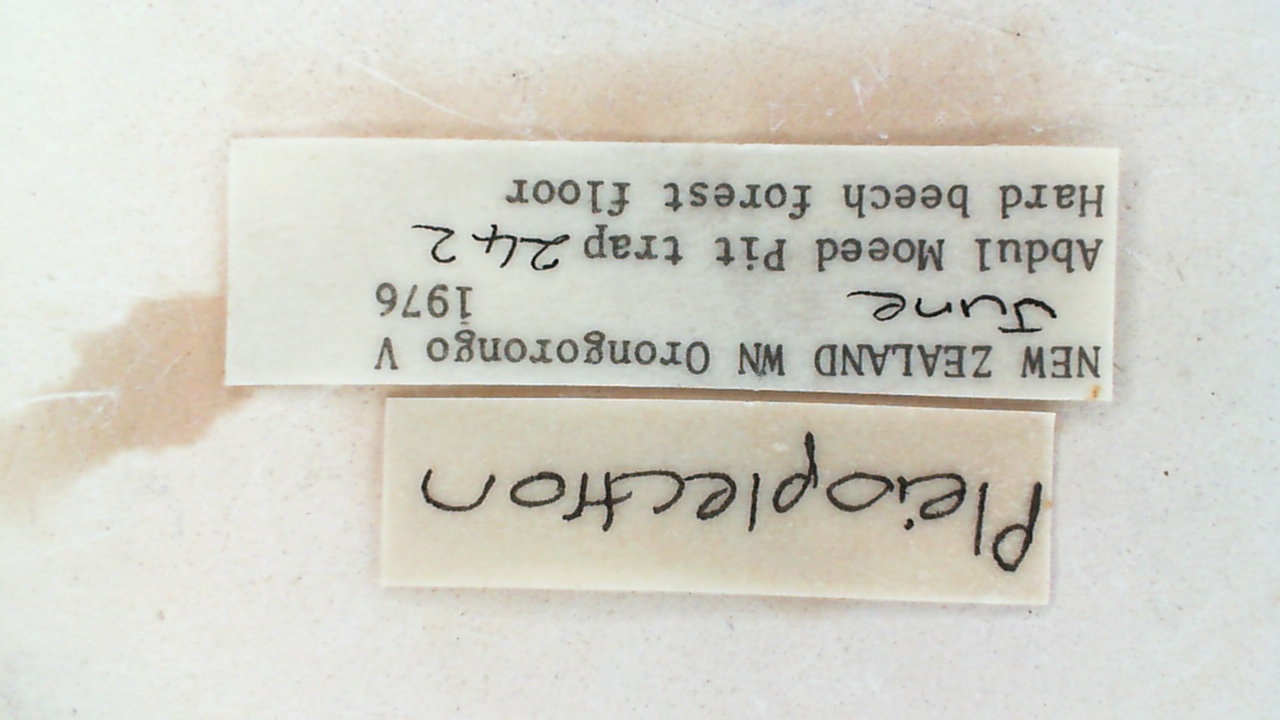 Pleioplectron
NEW ZEALAND WN Orongorongo V
June 1976
Abdul Moeed Pit trap 242
Hard beech forest floor